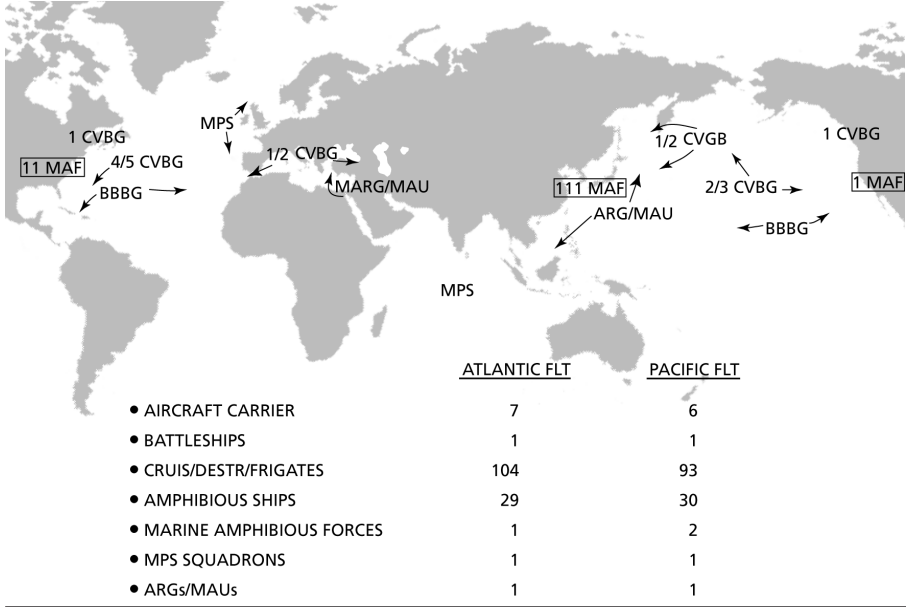 MPS
1 CVBG
11 MAF
4/5 CVBG
BBBG
1/2 CVBG
MARG/MAU
1/2 CVGB
1 CVBG
111 MAF
2/3 CVBG
1 MAF
ARG/MAU
BBBG
MPS
ATLANTIC FLT PACIFIC FLT
• AIRCRAFT CARRIER 7 6
• BATTLESHIPS 1 1
• CRUIS/DESTR/FRIGATES 104 93
• AMPHIBIOUS SHIPS 29 30
• MARINE AMPHIBIOUS FORCES 1 2
• MPS SQUADRONS 1 1
• ARGs/MAUs 1 1